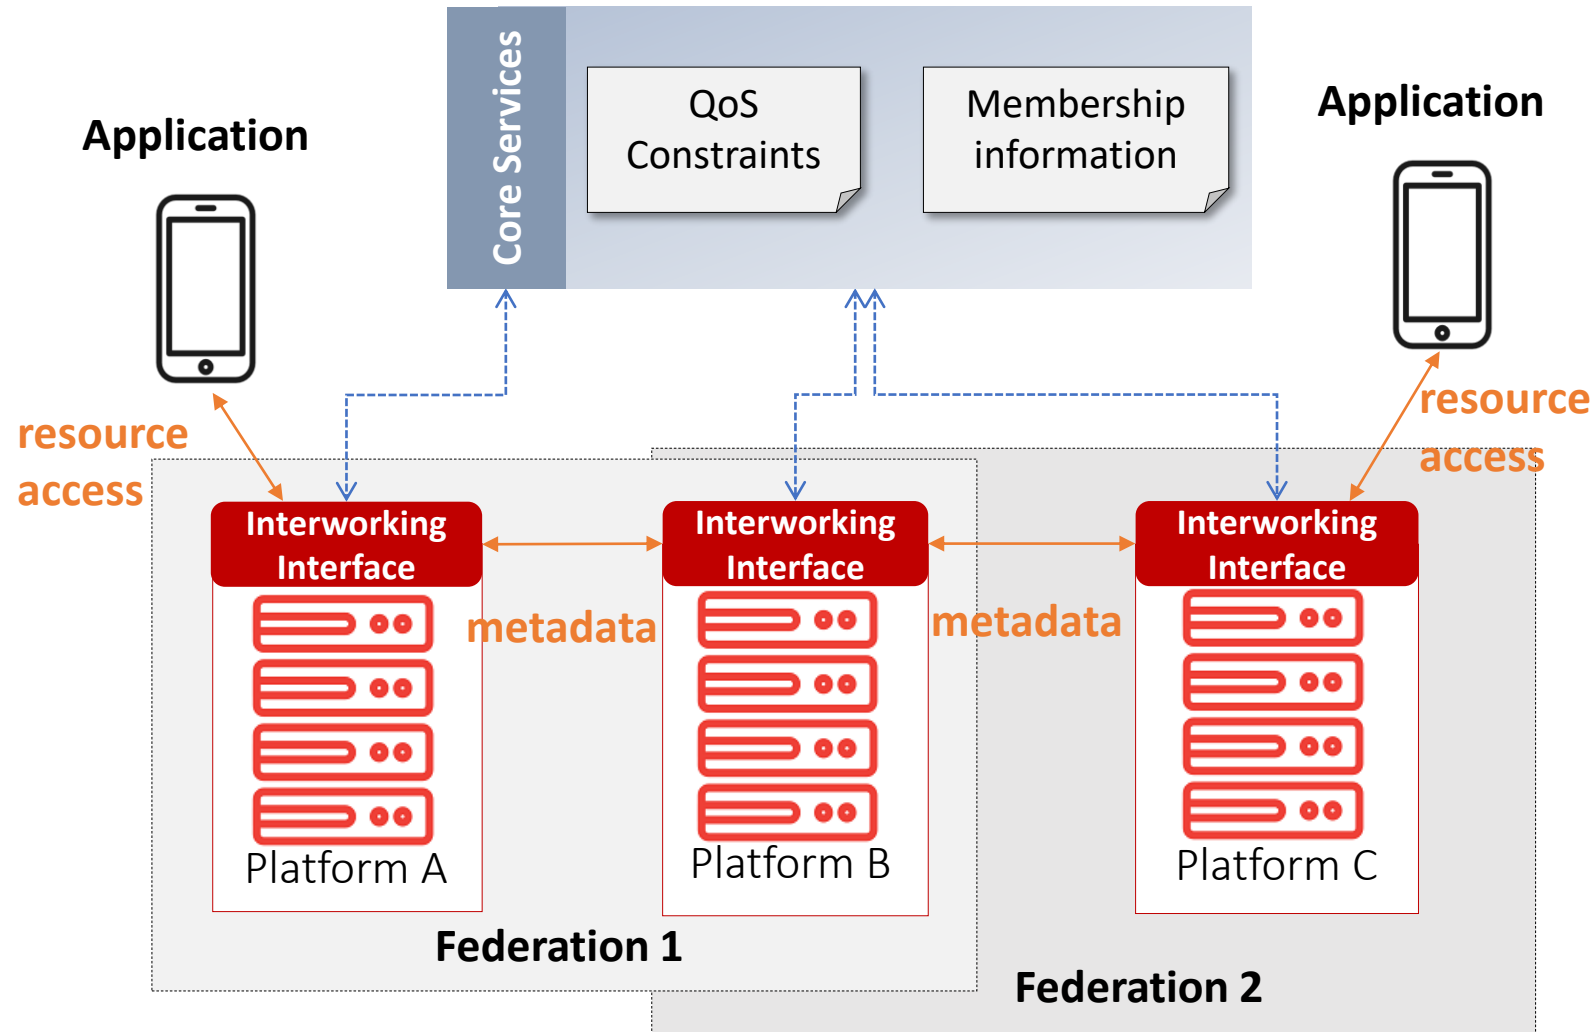 Core Services
QoS
Constraints
Membership
information
Application
Application
resource
access
resource
access
Interworking
Interface
Interworking
Interface
Interworking
Interface
metadata
metadata
Platform A
Platform B
Platform C
Federation 1
Federation 2